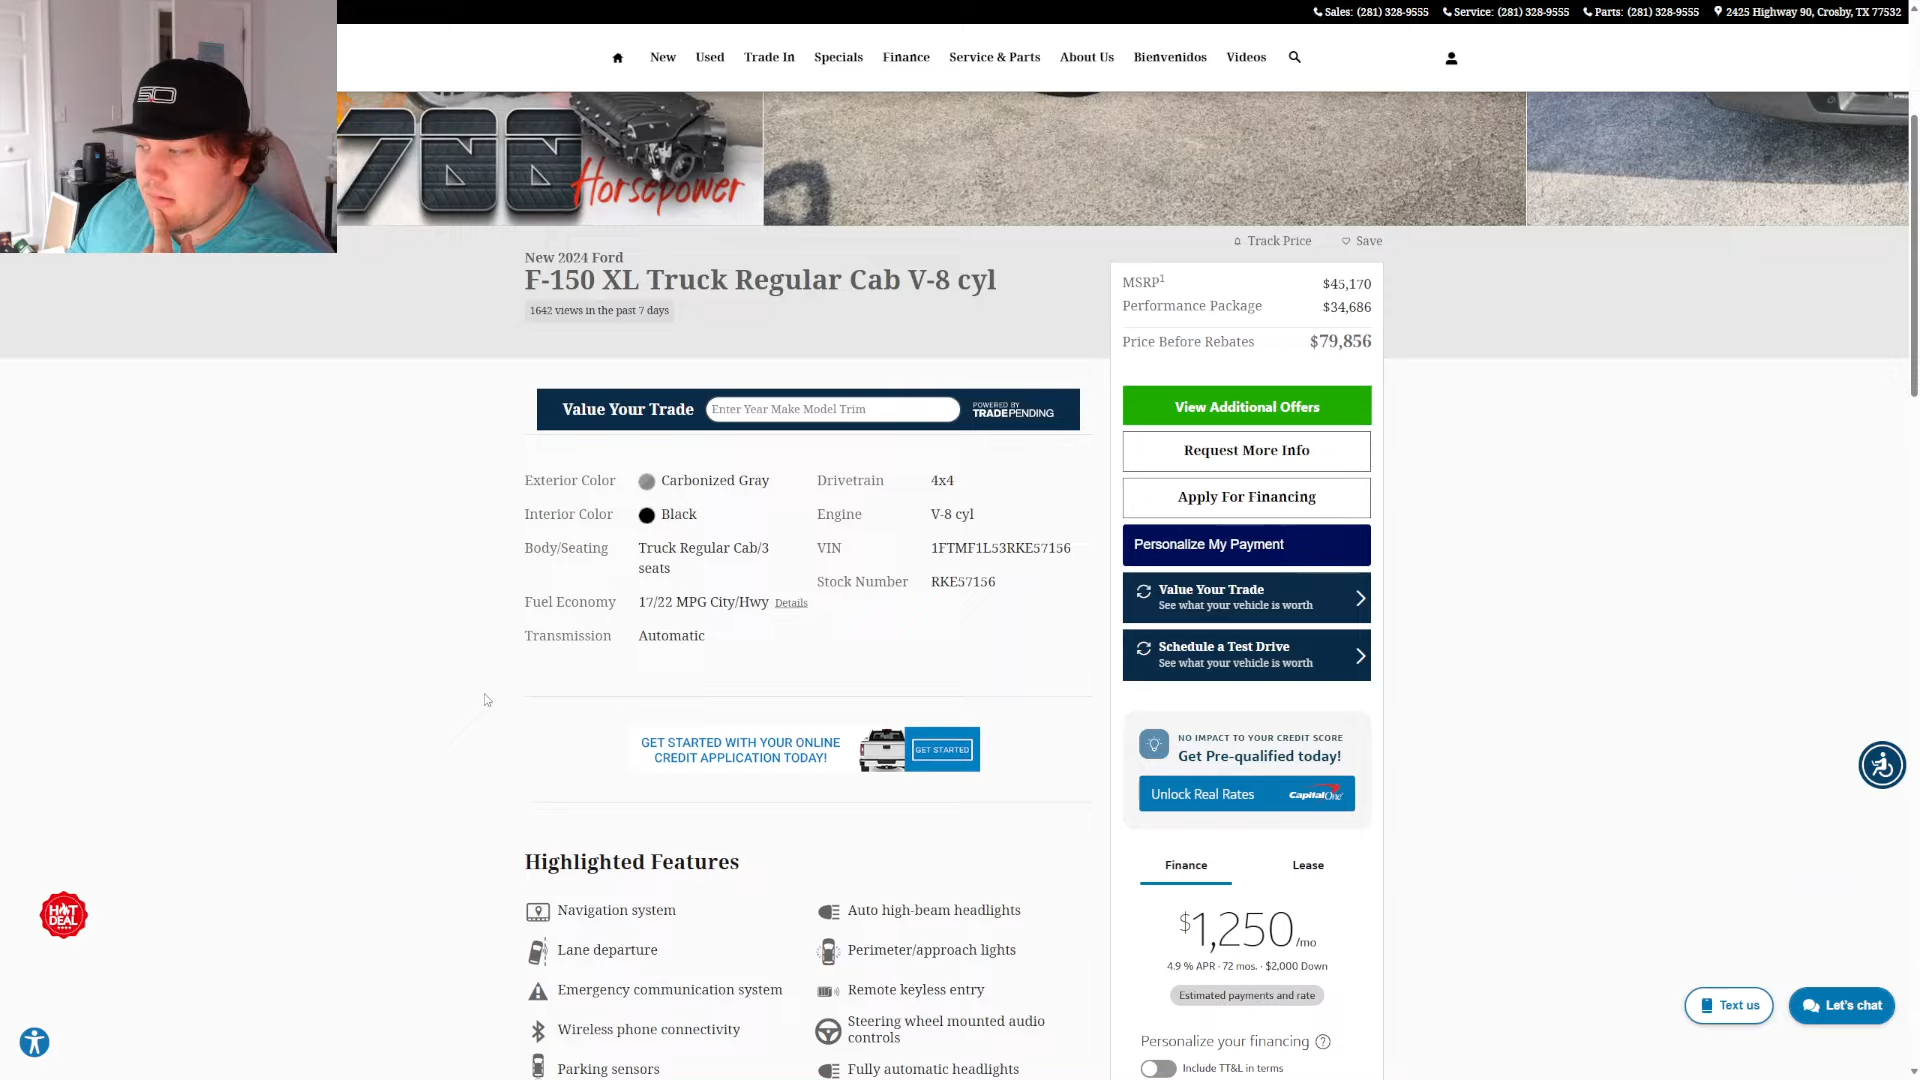 Sales: (281) 328-9555 Service: (281) 328-9555 Parts: (281) 328-9555 2425 Highway 90, Crosby, TX 77532
New Used Trade In Specials Finance Service & Parts About Us Bienvenidos Videos
5.0
700
Horsepower
Track Price Save
New 2024 Ford
F-150 XL Truck Regular Cab V-8 cyl
1642 views in the past 7 days
MSRP1 $45,170
Performance Package $34,686
Price Before Rebates $79,856
Value Your Trade Enter Year Make Model Trim POWERED BY TRADEPENDING
View Additional Offers
Request More Info
Apply For Financing
Personalize My Payment
Value Your Trade
See what your vehicle is worth
Schedule a Test Drive
See what your vehicle is worth
Exterior Color Carbonized Gray Drivetrain 4x4
Interior Color Black Engine V-8 cyl
Body/Seating Truck Regular Cab/3 VIN 1FTMF1L53RKE57156
seats
Stock Number RKE57156
Fuel Economy 17/22 MPG City/Hwy Details
Transmission Automatic
GET STARTED WITH YOUR ONLINE
CREDIT APPLICATION TODAY!
GET STARTED
NO IMPACT TO YOUR CREDIT SCORE
Get Pre-qualified today!
Unlock Real Rates Capital One
Highlighted Features
Navigation system Auto high-beam headlights
Lane departure Perimeter/approach lights
Emergency communication system Remote keyless entry
Wireless phone connectivity Steering wheel mounted audio
controls
Parking sensors Fully automatic headlights
Finance Lease
$1,250/mo
4.9 % APR · 72 mos. · $2,000 Down
Estimated payments and rate
Personalize your financing ?
Include TT&L in terms
HOT
DEAL
Text us Let's chat